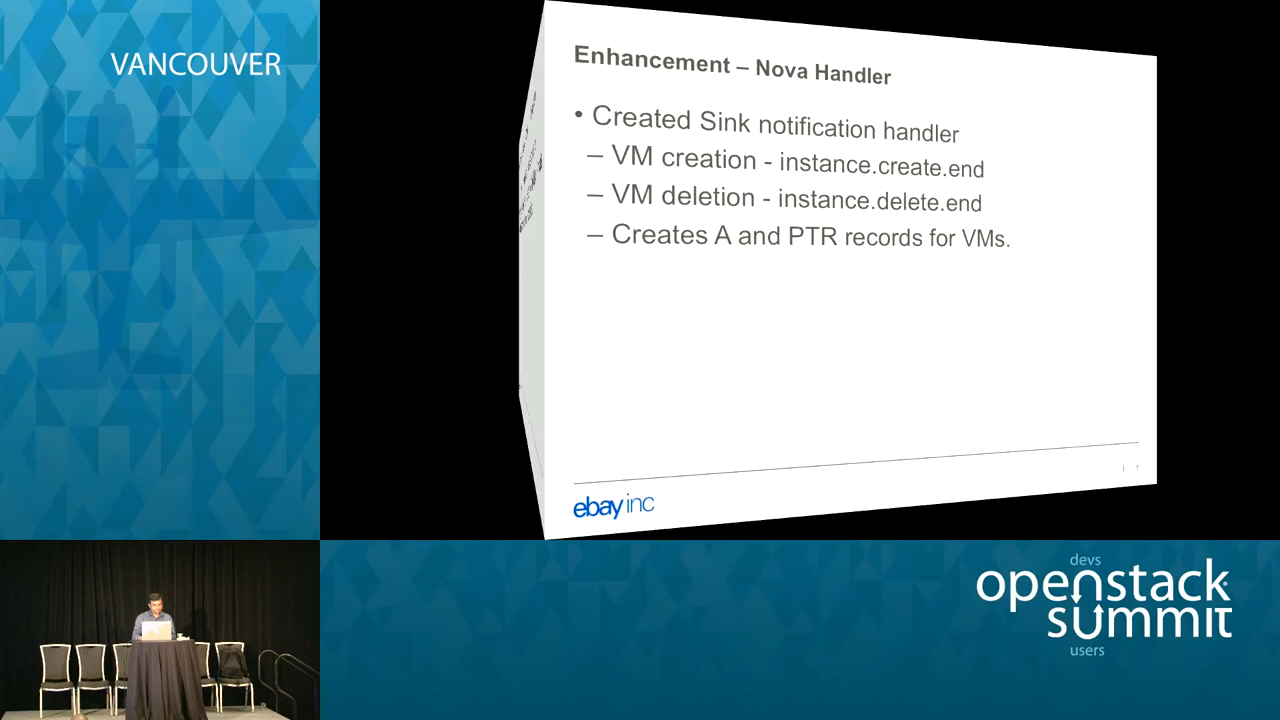 VANCOUVER
Enhancement – Nova Handler
• Created Sink notification handler
– VM creation - instance.create.end
– VM deletion - instance.delete.end
– Creates A and PTR records for VMs.
| 7
ebay inc
devs
openstack
summit
users